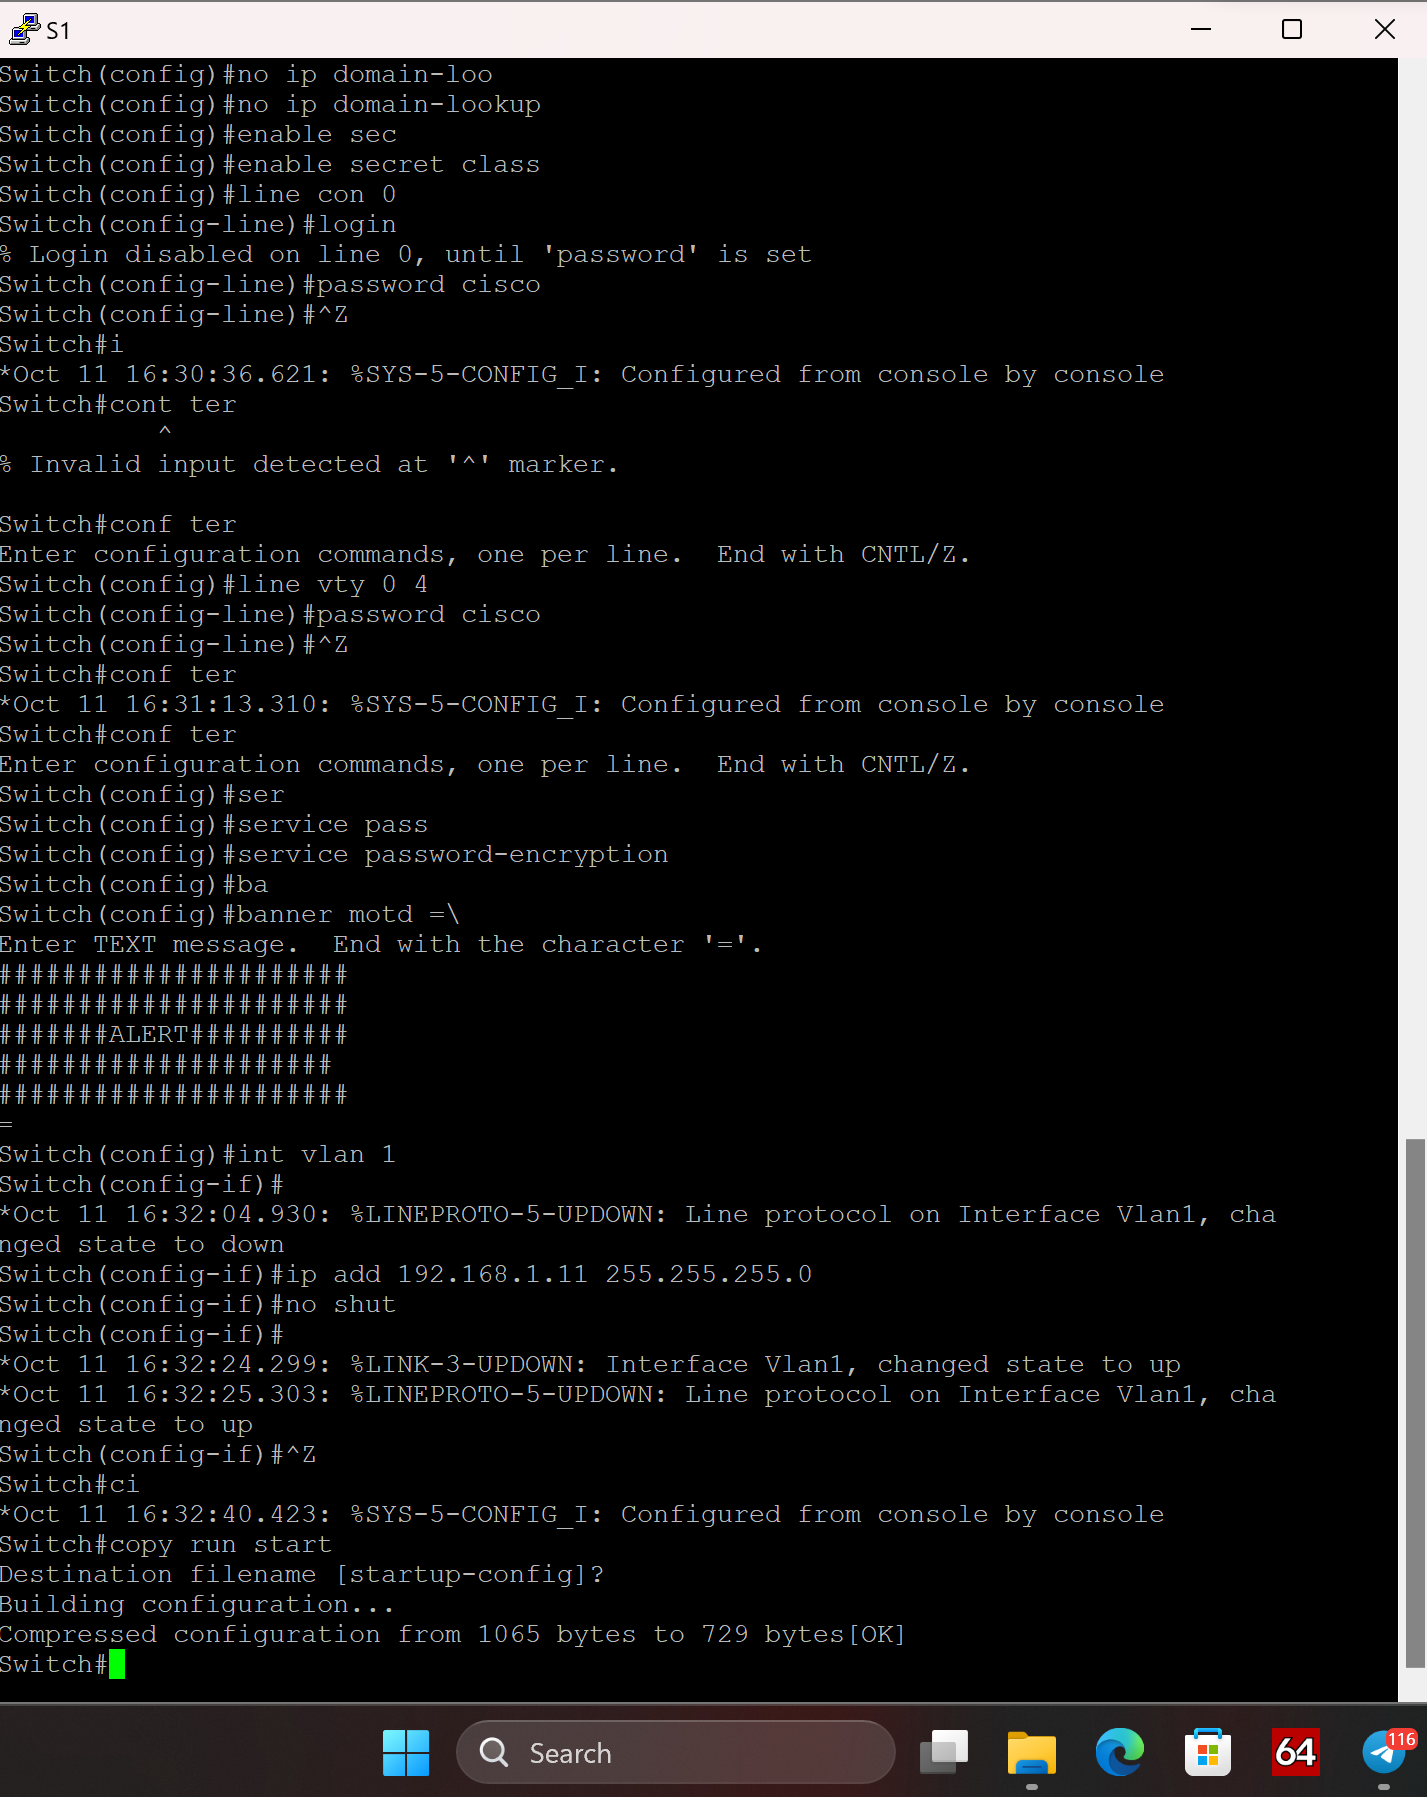 S1
Switch(config)#no ip domain-loo
Switch(config)#no ip domain-lookup
Switch(config)#enable sec
Switch(config)#enable secret class
Switch(config)#line con 0
Switch(config-line)#login
% Login disabled on line 0, until 'password' is set
Switch(config-line)#password cisco
Switch(config-line)#^Z
Switch#i
*Oct 11 16:30:36.621: %SYS-5-CONFIG_I: Configured from console by console
Switch#cont ter
          ^
% Invalid input detected at '^' marker.

Switch#conf ter
Enter configuration commands, one per line.  End with CNTL/Z.
Switch(config)#line vty 0 4
Switch(config-line)#password cisco
Switch(config-line)#^Z
Switch#conf ter
*Oct 11 16:31:13.310: %SYS-5-CONFIG_I: Configured from console by console
Switch#conf ter
Enter configuration commands, one per line.  End with CNTL/Z.
Switch(config)#ser
Switch(config)#service pass
Switch(config)#service password-encryption
Switch(config)#ba
Switch(config)#banner motd =\
Enter TEXT message.  End with the character '='.
######################
######################
#######ALERT##########
#####################
######################
=
Switch(config)#int vlan 1
Switch(config-if)#
*Oct 11 16:32:04.930: %LINEPROTO-5-UPDOWN: Line protocol on Interface Vlan1, cha
nged state to down
Switch(config-if)#ip add 192.168.1.11 255.255.255.0
Switch(config-if)#no shut
Switch(config-if)#
*Oct 11 16:32:24.299: %LINK-3-UPDOWN: Interface Vlan1, changed state to up
*Oct 11 16:32:25.303: %LINEPROTO-5-UPDOWN: Line protocol on Interface Vlan1, cha
nged state to up
Switch(config-if)#^Z
Switch#ci
*Oct 11 16:32:40.423: %SYS-5-CONFIG_I: Configured from console by console
Switch#copy run start
Destination filename [startup-config]?
Building configuration...
Compressed configuration from 1065 bytes to 729 bytes[OK]
Switch#
Search
64
116